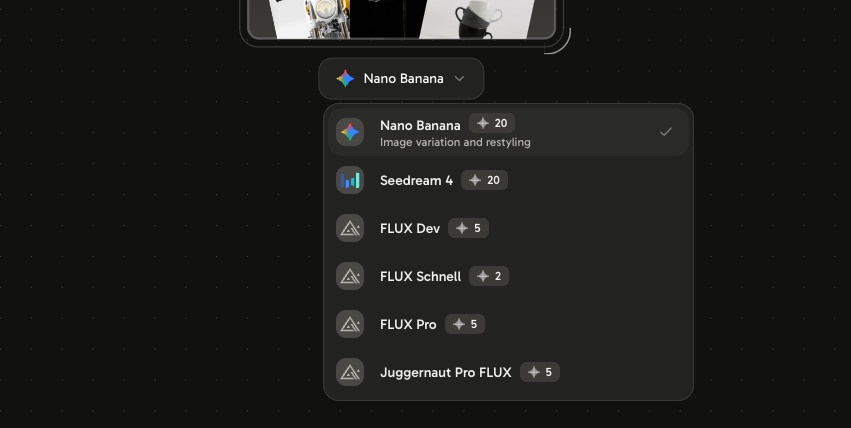 Nano Banana
Nano Banana 20
Image variation and restyling
Seedream 4 20
FLUX Dev 5
FLUX Schnell 2
FLUX Pro 5
Juggernaut Pro FLUX 5